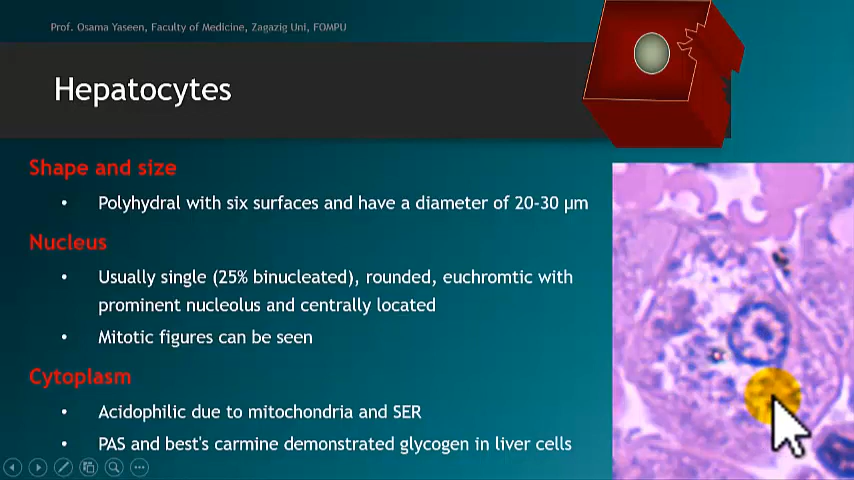 Prof. Osama Yaseen, Faculty of Medicine, Zagazig Uni, FOMPU
Hepatocytes
Shape and size
• Polyhydral with six surfaces and have a diameter of 20-30 µm
Nucleus
• Usually single (25% binucleated), rounded, euchromtic with
prominent nucleolus and centrally located
• Mitotic figures can be seen
Cytoplasm
• Acidophilic due to mitochondria and SER
• PAS and best's carmine demonstrated glycogen in liver cells